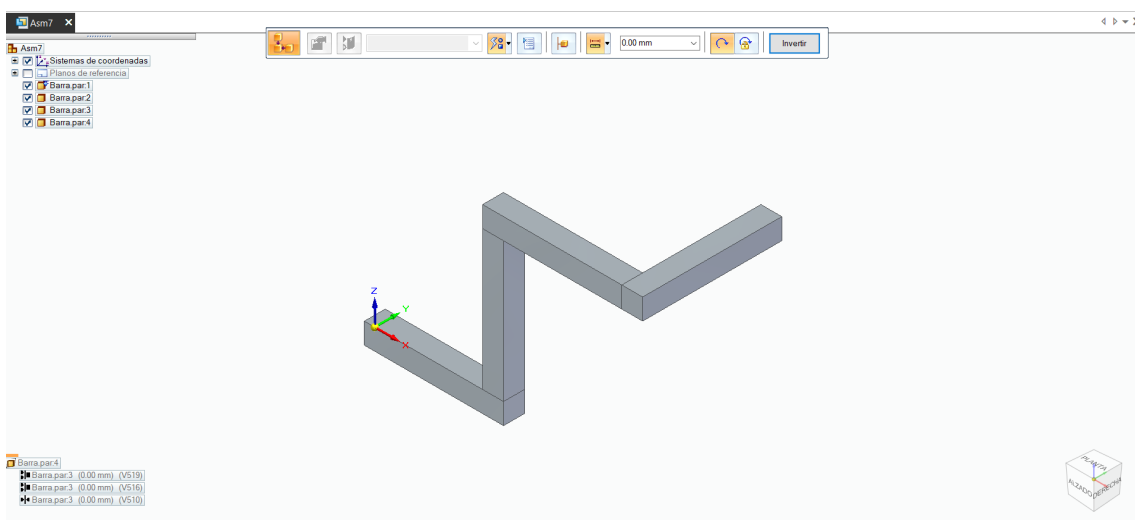 Asm7
0.00 mm
Invertir
Asm7
Sistemas de coordenadas
Planos de referencia
Barra.par:1
Barra.par:2
Barra.par:3
Barra.par:4
Z
Y
X
Barra.par:4
Barra.par:3 (0.00 mm) (V519)
Barra.par:3 (0.00 mm) (V516)
Barra.par:3 (0.00 mm) (V510)
PLANTA
ALZADO
DERECHA